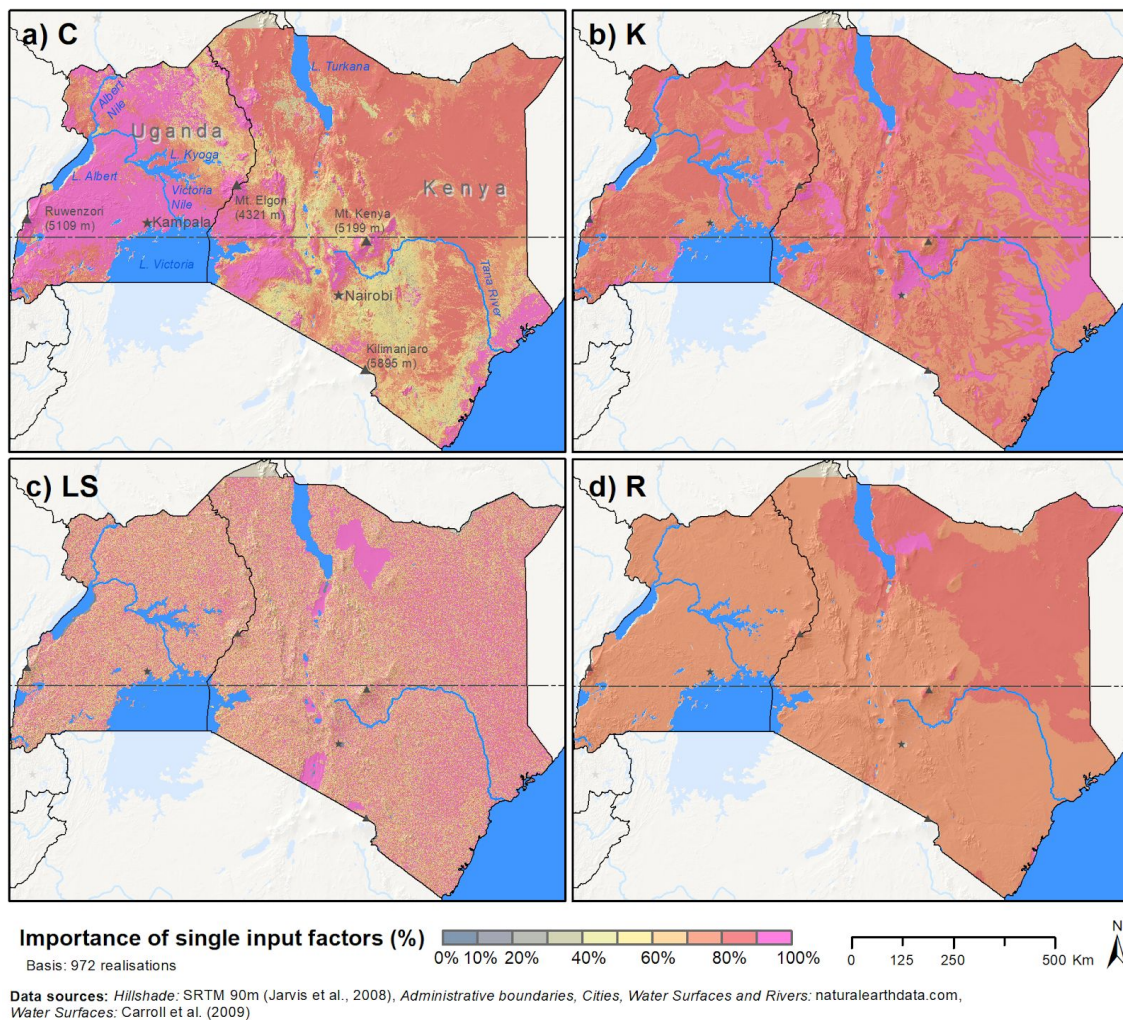 a) C
L. Turkana
Albert
Nile
Uganda
L. Kyoga
L. Albert
Victoria
Nile
Kenya
Ruwenzori
(5109 m)
Kampala
Mt. Elgon
(4321 m)
Mt. Kenya
(5199 m)
L. Victoria
Nairobi
Tana River
Kilimanjaro
(5895 m)
b) K
c) LS
d) R
Importance of single input factors (%)
0% 10% 20% 40% 60% 80% 100%
Basis: 972 realisations
0 125 250 500 Km
N
Data sources: Hillshade: SRTM 90m (Jarvis et al., 2008), Administrative boundaries, Cities, Water Surfaces and Rivers: naturalearthdata.com,
Water Surfaces: Carroll et al. (2009)